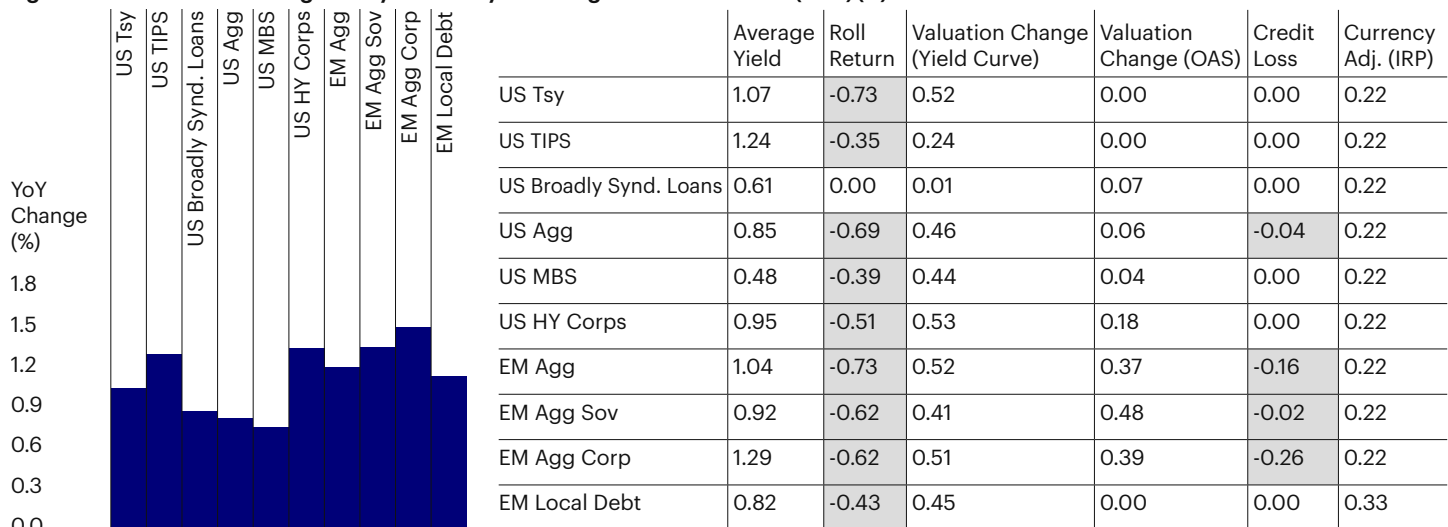 US Tsy
US TIPS
US Broadly Synd. Loans
US Agg
US MBS
US HY Corps
EM Agg
EM Agg Sov
EM Agg Corp
EM Local Debt
YoY
Change
(%)
1.8
1.5
1.2
0.9
0.6
0.3
0.0
Average Yield Roll Return Valuation Change (Yield Curve) Valuation Change (OAS) Credit Loss Currency Adj. (IRP)
US Tsy 1.07 -0.73 0.52 0.00 0.00 0.22
US TIPS 1.24 -0.35 0.24 0.00 0.00 0.22
US Broadly Synd. Loans 0.61 0.00 0.01 0.07 0.00 0.22
US Agg 0.85 -0.69 0.46 0.06 -0.04 0.22
US MBS 0.48 -0.39 0.44 0.04 0.00 0.22
US HY Corps 0.95 -0.51 0.53 0.18 0.00 0.22
EM Agg 1.04 -0.73 0.52 0.37 -0.16 0.22
EM Agg Sov 0.92 -0.62 0.41 0.48 -0.02 0.22
EM Agg Corp 1.29 -0.62 0.51 0.39 -0.26 0.22
EM Local Debt 0.82 -0.43 0.45 0.00 0.00 0.33